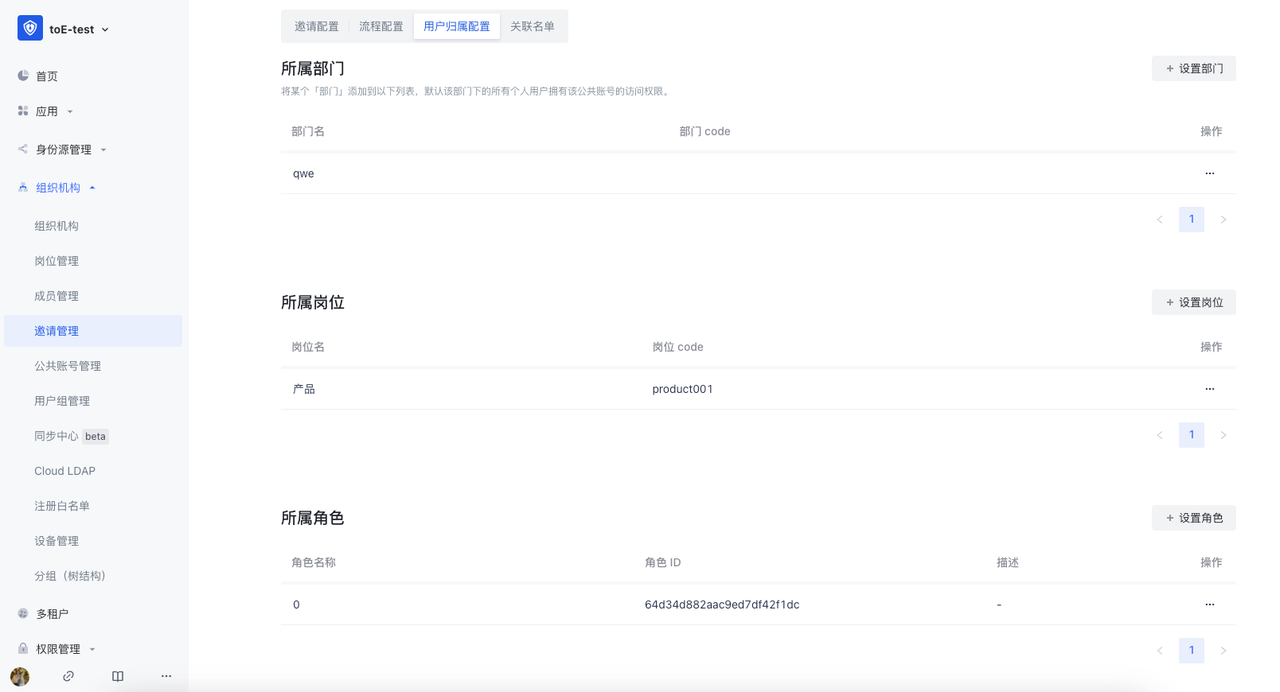 toE-test
首页
应用
身份源管理
组织机构
组织机构
岗位管理
成员管理
邀请管理
公共账号管理
用户组管理
同步中心 beta
Cloud LDAP
注册白名单
设备管理
分组（树结构）
多租户
权限管理
邀请配置 流程配置 用户归属配置 关联名单
所属部门
+ 设置部门
将某个「部门」添加到以下列表，默认该部门下的所有个人用户拥有该公共账号的访问权限。
部门名 部门 code 操作
qwe ···
< 1 >
所属岗位
+ 设置岗位
岗位名 岗位 code 操作
产品 product001 ···
< 1 >
所属角色
+ 设置角色
角色名称 角色 ID 描述 操作
0 64d34d882aac9ed7df42f1dc - ···
< 1 >